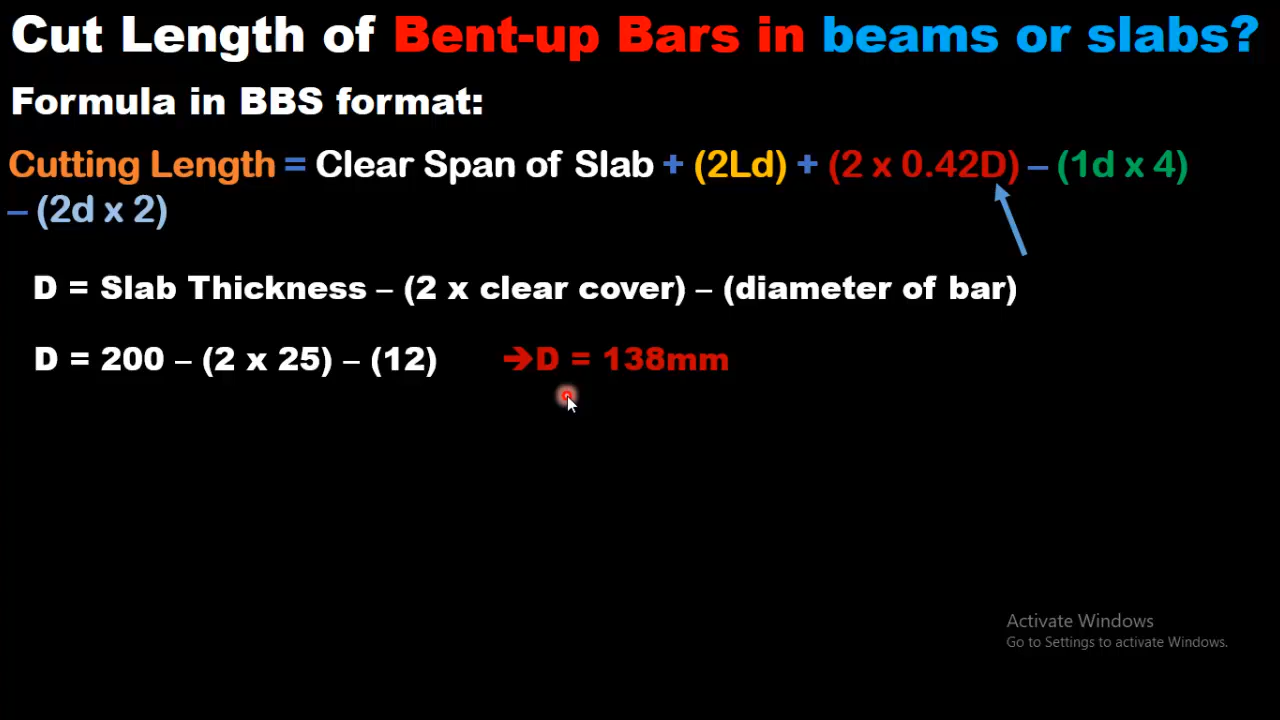 Cut Length of Bent-up Bars in beams or slabs?
Formula in BBS format:
Cutting Length = Clear Span of Slab + (2Ld) + (2 x 0.42D) – (1d x 4)
– (2d x 2)
D = Slab Thickness – (2 x clear cover) – (diameter of bar)
D = 200 – (2 x 25) – (12) ➔D = 138mm
Activate Windows
Go to Settings to activate Windows.